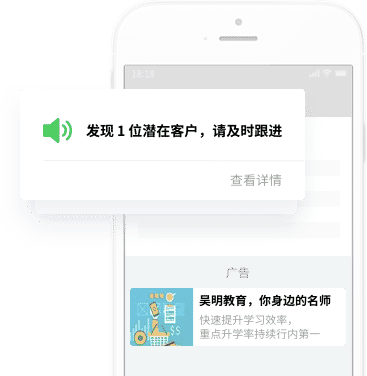 18:18
发现 1 位潜在客户，请及时跟进
查看详情
广告
吴明教育，你身边的名师
快速提升学习效率，
重点升学率持续行内第一